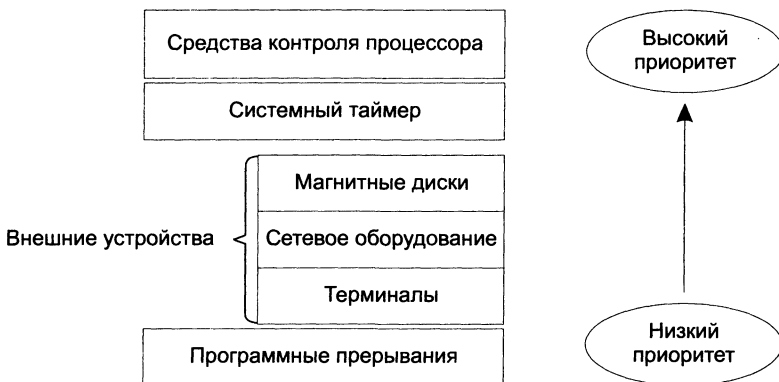 Средства контроля процессора
Высокий
приоритет
Системный таймер
Магнитные диски
Внешние устройства
Сетевое оборудование
Терминалы
Программные прерывания
Низкий
приоритет